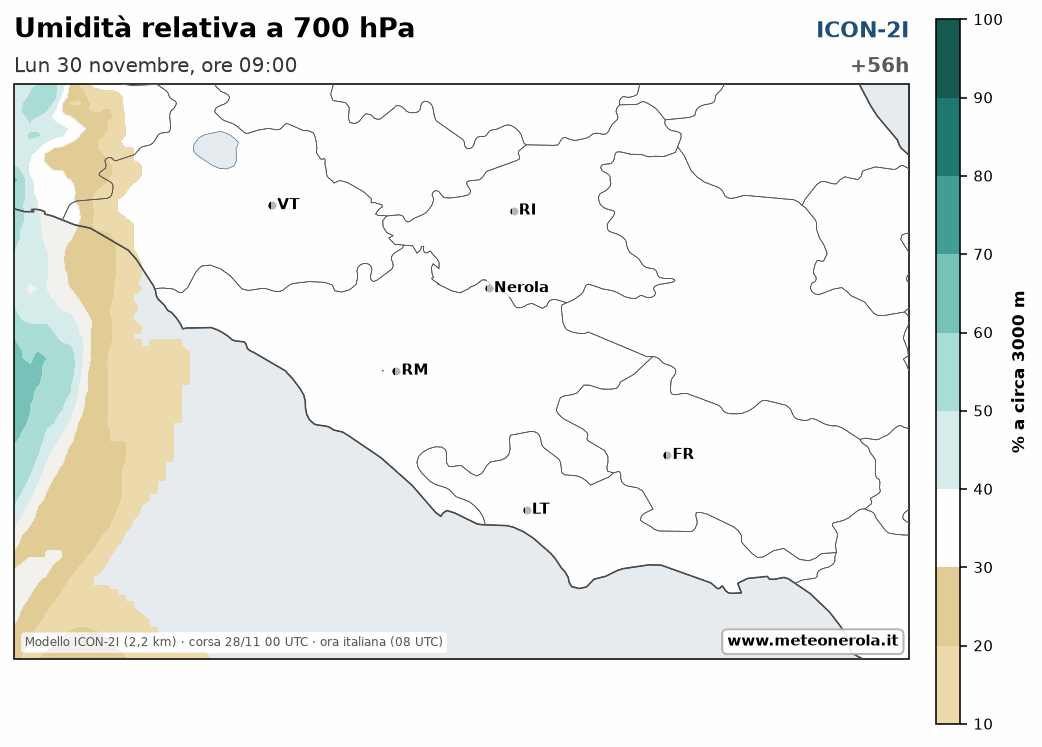 Umidità relativa a 700 hPa
ICON-2I
Lun 30 novembre, ore 09:00
+56h
100
90
80
70
60
50
40
30
20
10
% a circa 3000 m
VT
RI
Nerola
RM
FR
LT
Modello ICON-2I (2,2 km) · corsa 28/11 00 UTC · ora italiana (08 UTC)
www.meteonerola.it